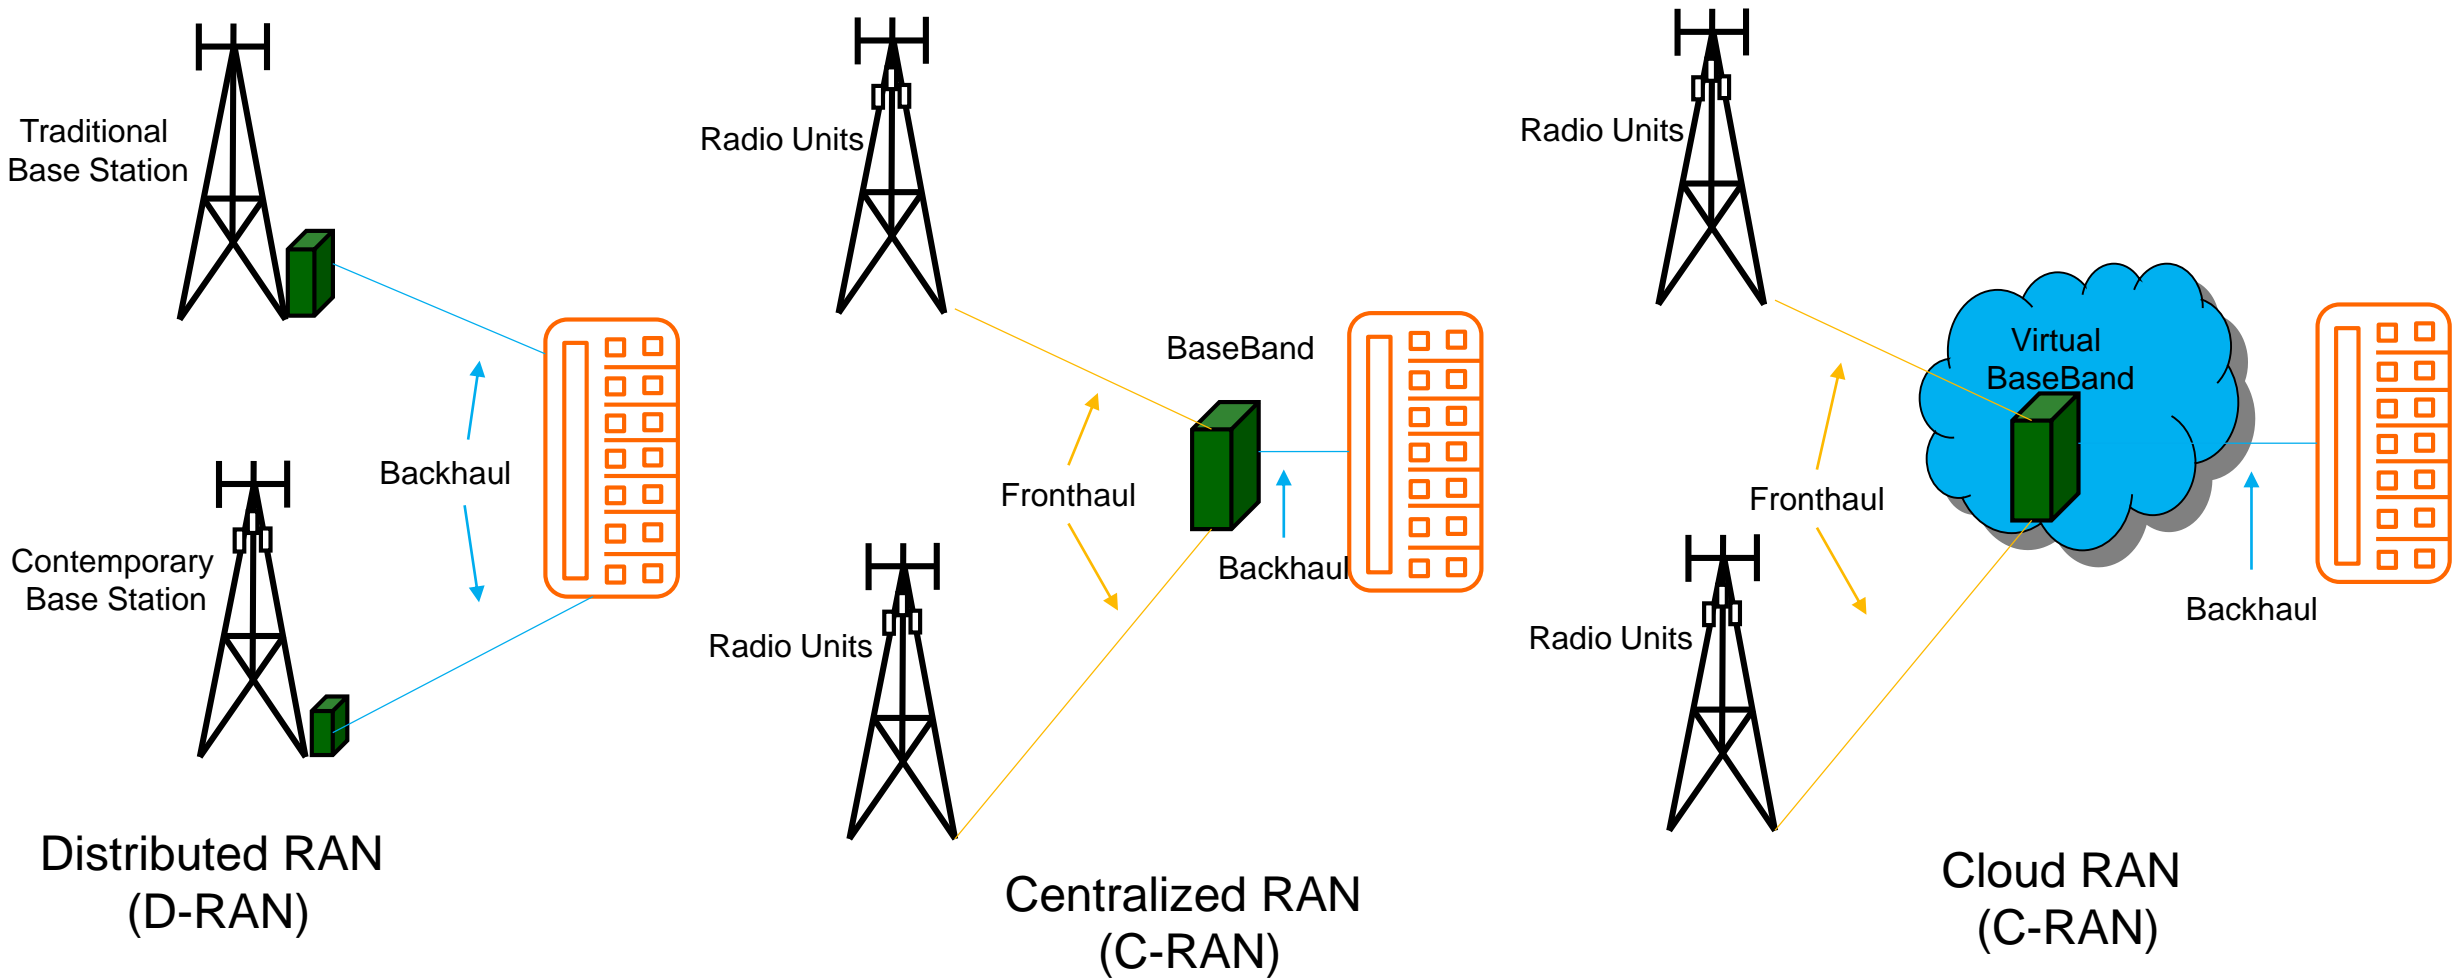 Traditional
Base Station
Backhaul
Contemporary
Base Station
Distributed RAN
(D-RAN)
Radio Units
BaseBand
Fronthaul
Backhaul
Radio Units
Centralized RAN
(C-RAN)
Radio Units
Virtual
BaseBand
Fronthaul
Backhaul
Radio Units
Cloud RAN
(C-RAN)